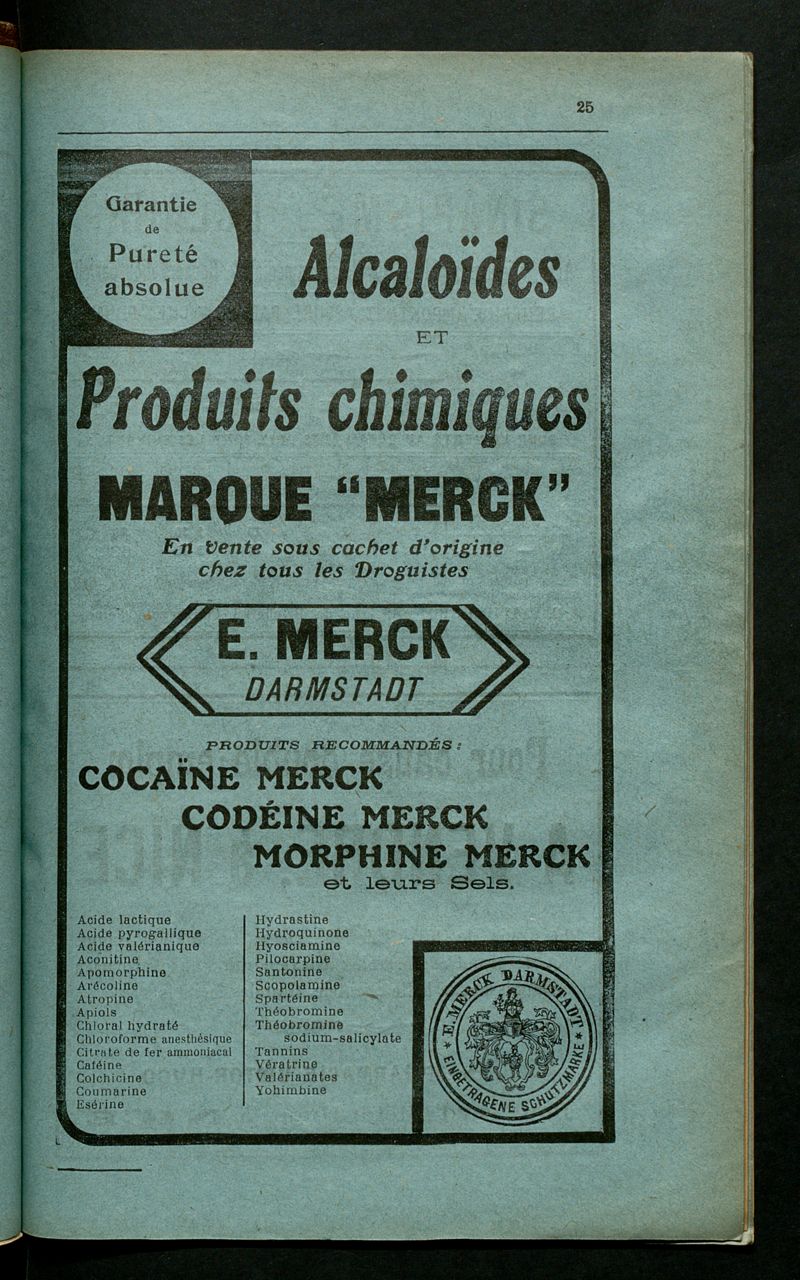 25
Garantie
de
Pureté
absolue
Alcaloïdes
ET
Produits chimiques
MARQUE "MERCK"
En Vente sous cachet d'origine
chez tous les Droguistes
E. MERCK
DARMSTADT
PRODUITS RECOMMANDÉS :
COCAÏNE MERCK
CODÉINE MERCK
MORPHINE MERCK
et leurs Sels.
Acide lactique
Acide pyrogallique
Acide valérianique
Aconitine
Apomorphine
Arécoline
Atropine
Apiols
Chloral hydraté
Chloroforme anesthésique
Citrate de fer ammoniacal
Caféine
Colchicine
Coumarine
Esérine
Hydrastine
Hydroquinone
Hyosciamine
Pilocarpine
Santonine
Scopolamine
Spartéine
Théobromine
Théobromine
sodium-salicylate
Tannins
Vératrine
Valérianates
Yohimbine
* E. MERCK DARMSTADT *
EINGETRAGENE SCHUTZMARKE